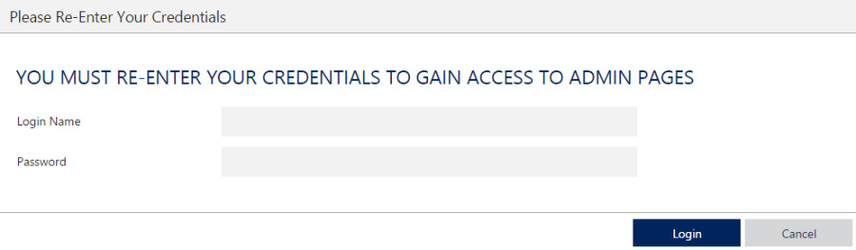 Please Re-Enter Your Credentials
YOU MUST RE-ENTER YOUR CREDENTIALS TO GAIN ACCESS TO ADMIN PAGES
Login Name
Password
Login Cancel